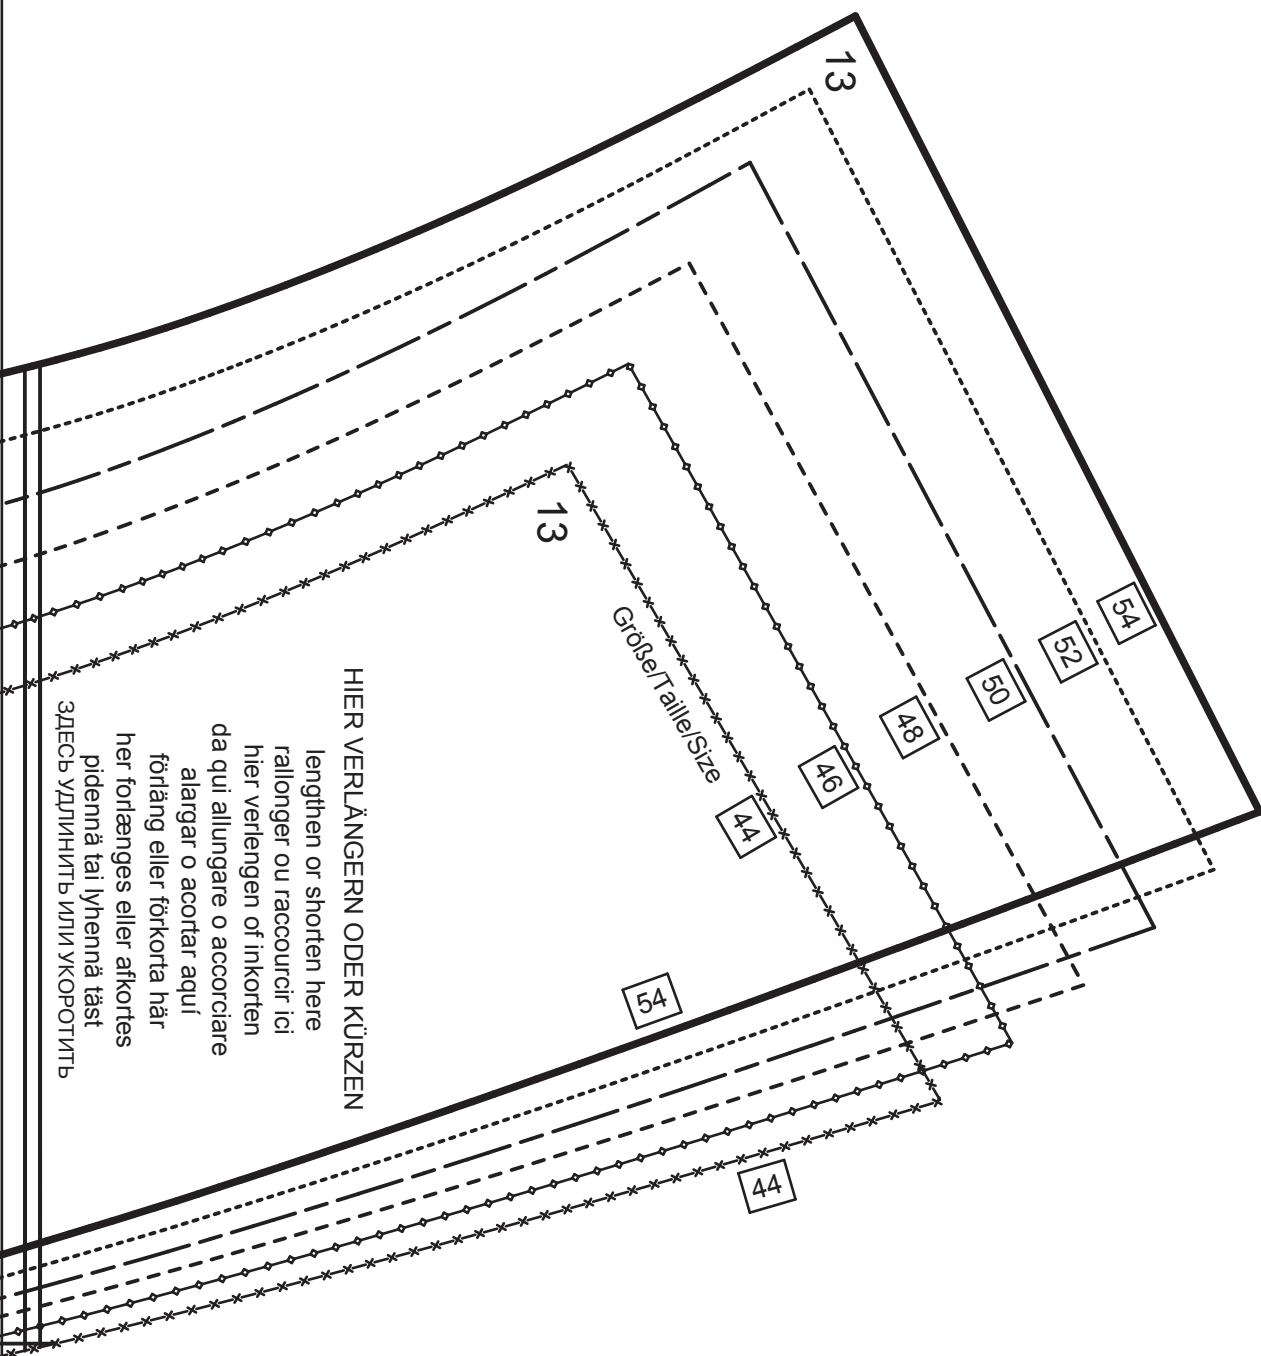 13
54
52
50
48
46
44
Größe/Taille/Size
13
HIER VERLÄNGERN ODER KÜRZEN
lengthen or shorten here
rallonger ou raccourcir ici
hier verlengen of inkorten
da qui allungare o accorciare
alargar o acortar aquí
förläng eller förkorta här
her forlænges eller afkortes
pidennä tai lyhennä täst
ЗДЕСЬ УДЛИНИТЬ ИЛИ УКОРОТИТЬ
54
44